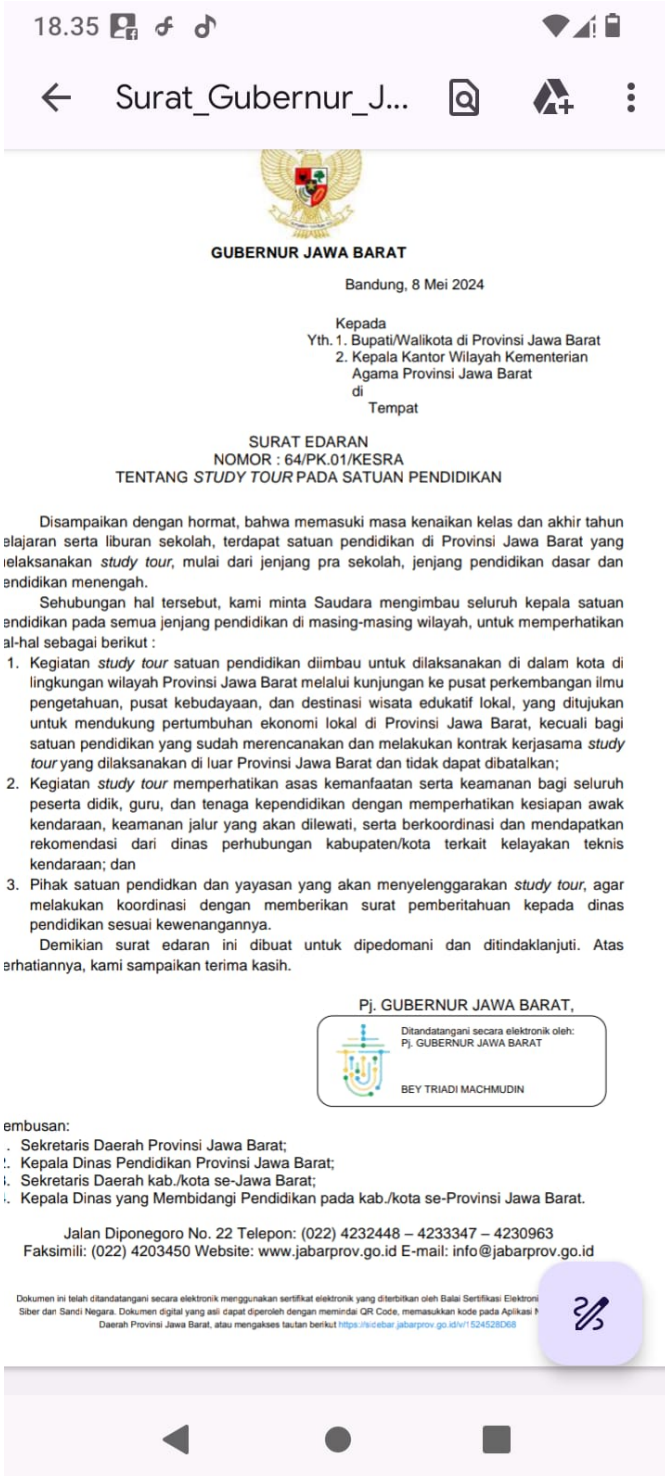 18.35
Surat_Gubernur_J...
GUBERNUR JAWA BARAT
Bandung, 8 Mei 2024
Kepada
Yth. 1. Bupati/Walikota di Provinsi Jawa Barat
2. Kepala Kantor Wilayah Kementerian
Agama Provinsi Jawa Barat
di
Tempat
SURAT EDARAN
NOMOR : 64/PK.01/KESRA
TENTANG STUDY TOUR PADA SATUAN PENDIDIKAN
Disampaikan dengan hormat, bahwa memasuki masa kenaikan kelas dan akhir tahun
elajaran serta liburan sekolah, terdapat satuan pendidikan di Provinsi Jawa Barat yang
elaksanakan study tour, mulai dari jenjang pra sekolah, jenjang pendidikan dasar dan
endidikan menengah.
Sehubungan hal tersebut, kami minta Saudara mengimbau seluruh kepala satuan
endidikan pada semua jenjang pendidikan di masing-masing wilayah, untuk memperhatikan
al-hal sebagai berikut :
1. Kegiatan study tour satuan pendidikan diimbau untuk dilaksanakan di dalam kota di
lingkungan wilayah Provinsi Jawa Barat melalui kunjungan ke pusat perkembangan ilmu
pengetahuan, pusat kebudayaan, dan destinasi wisata edukatif lokal, yang ditujukan
untuk mendukung pertumbuhan ekonomi lokal di Provinsi Jawa Barat, kecuali bagi
satuan pendidikan yang sudah merencanakan dan melakukan kontrak kerjasama study
tour yang dilaksanakan di luar Provinsi Jawa Barat dan tidak dapat dibatalkan;
2. Kegiatan study tour memperhatikan asas kemanfaatan serta keamanan bagi seluruh
peserta didik, guru, dan tenaga kependidikan dengan memperhatikan kesiapan awak
kendaraan, keamanan jalur yang akan dilewati, serta berkoordinasi dan mendapatkan
rekomendasi dari dinas perhubungan kabupaten/kota terkait kelayakan teknis
kendaraan; dan
3. Pihak satuan pendidkan dan yayasan yang akan menyelenggarakan study tour, agar
melakukan koordinasi dengan memberikan surat pemberitahuan kepada dinas
pendidikan sesuai kewenangannya.
Demikian surat edaran ini dibuat untuk dipedomani dan ditindaklanjuti. Atas
erhatiannya, kami sampaikan terima kasih.
Pj. GUBERNUR JAWA BARAT,
Ditandatangani secara elektronik oleh:
Pj. GUBERNUR JAWA BARAT
BEY TRIADI MACHMUDIN
embusan:
. Sekretaris Daerah Provinsi Jawa Barat;
. Kepala Dinas Pendidikan Provinsi Jawa Barat;
. Sekretaris Daerah kab./kota se-Jawa Barat;
. Kepala Dinas yang Membidangi Pendidikan pada kab./kota se-Provinsi Jawa Barat.
Jalan Diponegoro No. 22 Telepon: (022) 4232448 – 4233347 – 4230963
Faksimili: (022) 4203450 Website: www.jabarprov.go.id E-mail: info@jabarprov.go.id
Dokumen ini telah ditandatangani secara elektronik menggunakan sertifikat elektronik yang diterbitkan oleh Balai Sertifikasi Elektroni
Siber dan Sandi Negara. Dokumen digital yang asli dapat diperoleh dengan memindai QR Code, memasukkan kode pada Aplikasi N
Daerah Provinsi Jawa Barat, atau mengakses tautan berikut https://sidebar.jabarprov.go.id/v/1524528D68